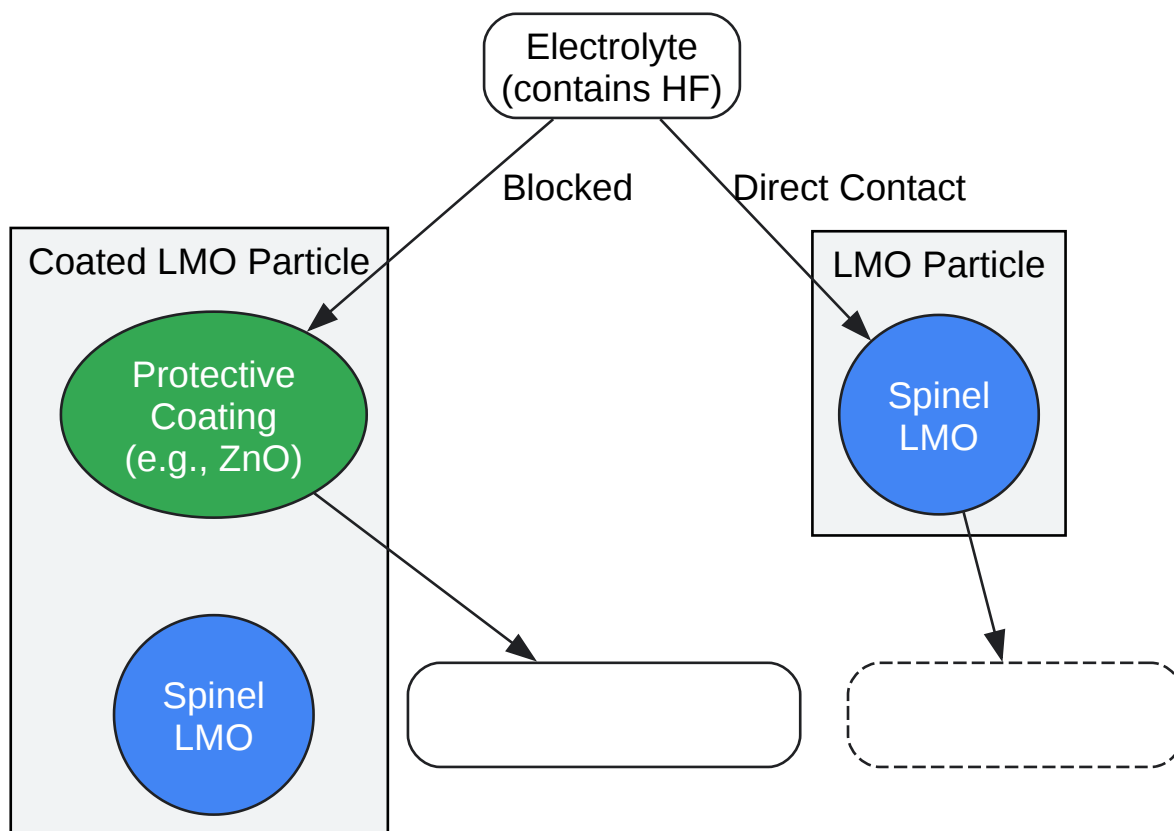 Electrolyte
(contains HF)
Blocked
Direct Contact
Coated LMO Particle
LMO Particle
Protective
Coating
(e.g., ZnO)
Spinel
LMO
Spinel
LMO